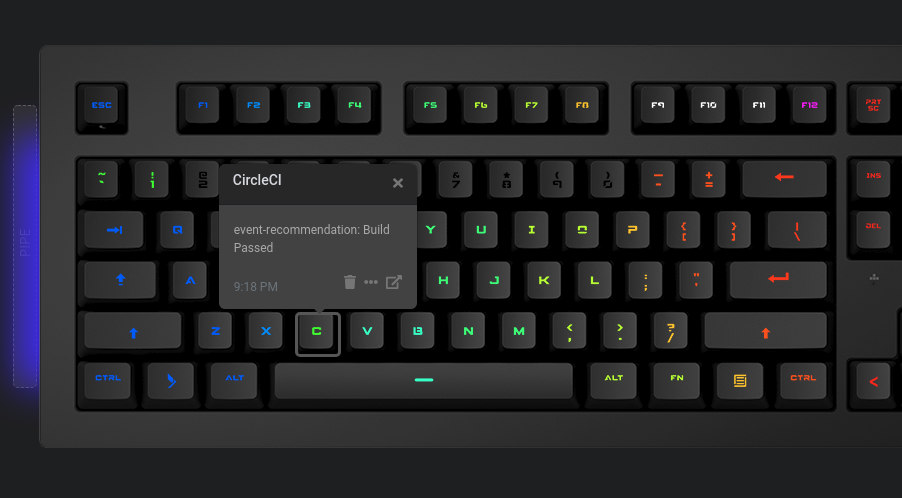 ESC F1 F2 F3 F4 F5 F6 F7 F8 F9 F10 F11 F12 PRT
SC
~ ! @ & * ( ) _ + INS
` 1 2 7 8 9 0 - =
CircleCI
PIPE
Q Y U I O P { } | DEL
[ ] \
event-recommendation: Build
Passed
A H J K L : "
; '
9:18 PM
Z X C V B N M < > ?
, . /
CTRL ALT ALT FN CTRL <